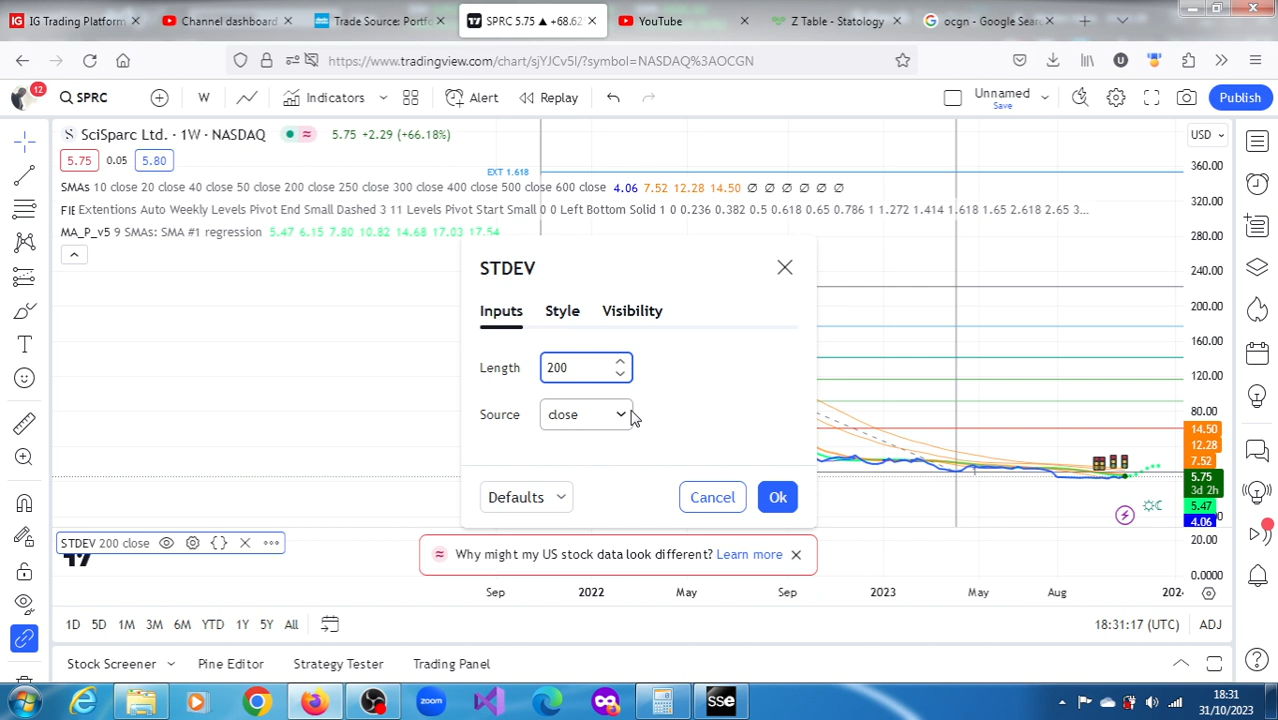 IG Trading Platform
Channel dashboard
Trade Source: Portfo
SPRC 5.75 ▲ +68.62%
YouTube
Z Table - Statology
ocgn - Google Sear
https://www.tradingview.com/chart/sjYJCv5I/?symbol=NASDAQ%3AOCGN
12
SPRC
W
Indicators
Alert
Replay
Unnamed
Save
Publish
SciSparc Ltd. · 1W · NASDAQ
5.75 +2.29 (+66.18%)
USD
5.75 0.05 5.80
EXT 1.618
SMAs 10 close 20 close 40 close 50 close 200 close 250 close 300 close 400 close 500 close 600 close 4.06 7.52 12.28 14.50 ∅ ∅ ∅ ∅ ∅ ∅
FIE Extentions Auto Weekly Levels Pivot End Small Dashed 3 11 Levels Pivot Start Small 0 0 Left Bottom Solid 1 0 0.236 0.382 0.5 0.618 0.65 0.786 1 1.272 1.414 1.618 1.65 2.618 2.65 3...
MA_P_v5 9 SMAs: SMA #1 regression 5.47 6.15 7.80 10.82 14.68 17.03 17.54
360.00
320.00
280.00
240.00
200.00
160.00
120.00
80.00
14.50
12.28
7.52
5.75
3d 2h
5.47
4.06
20.00
0.0000
STDEV
Inputs
Style
Visibility
Length
200
Source
close
Defaults
Cancel
Ok
STDEV 200 close
Why might my US stock data look different? Learn more
Sep
2022
May
Sep
2023
May
Aug
2024
1D
5D
1M
3M
6M
YTD
1Y
5Y
All
18:31:17 (UTC)
ADJ
Stock Screener
Pine Editor
Strategy Tester
Trading Panel
zoom
SSE
18:31
31/10/2023